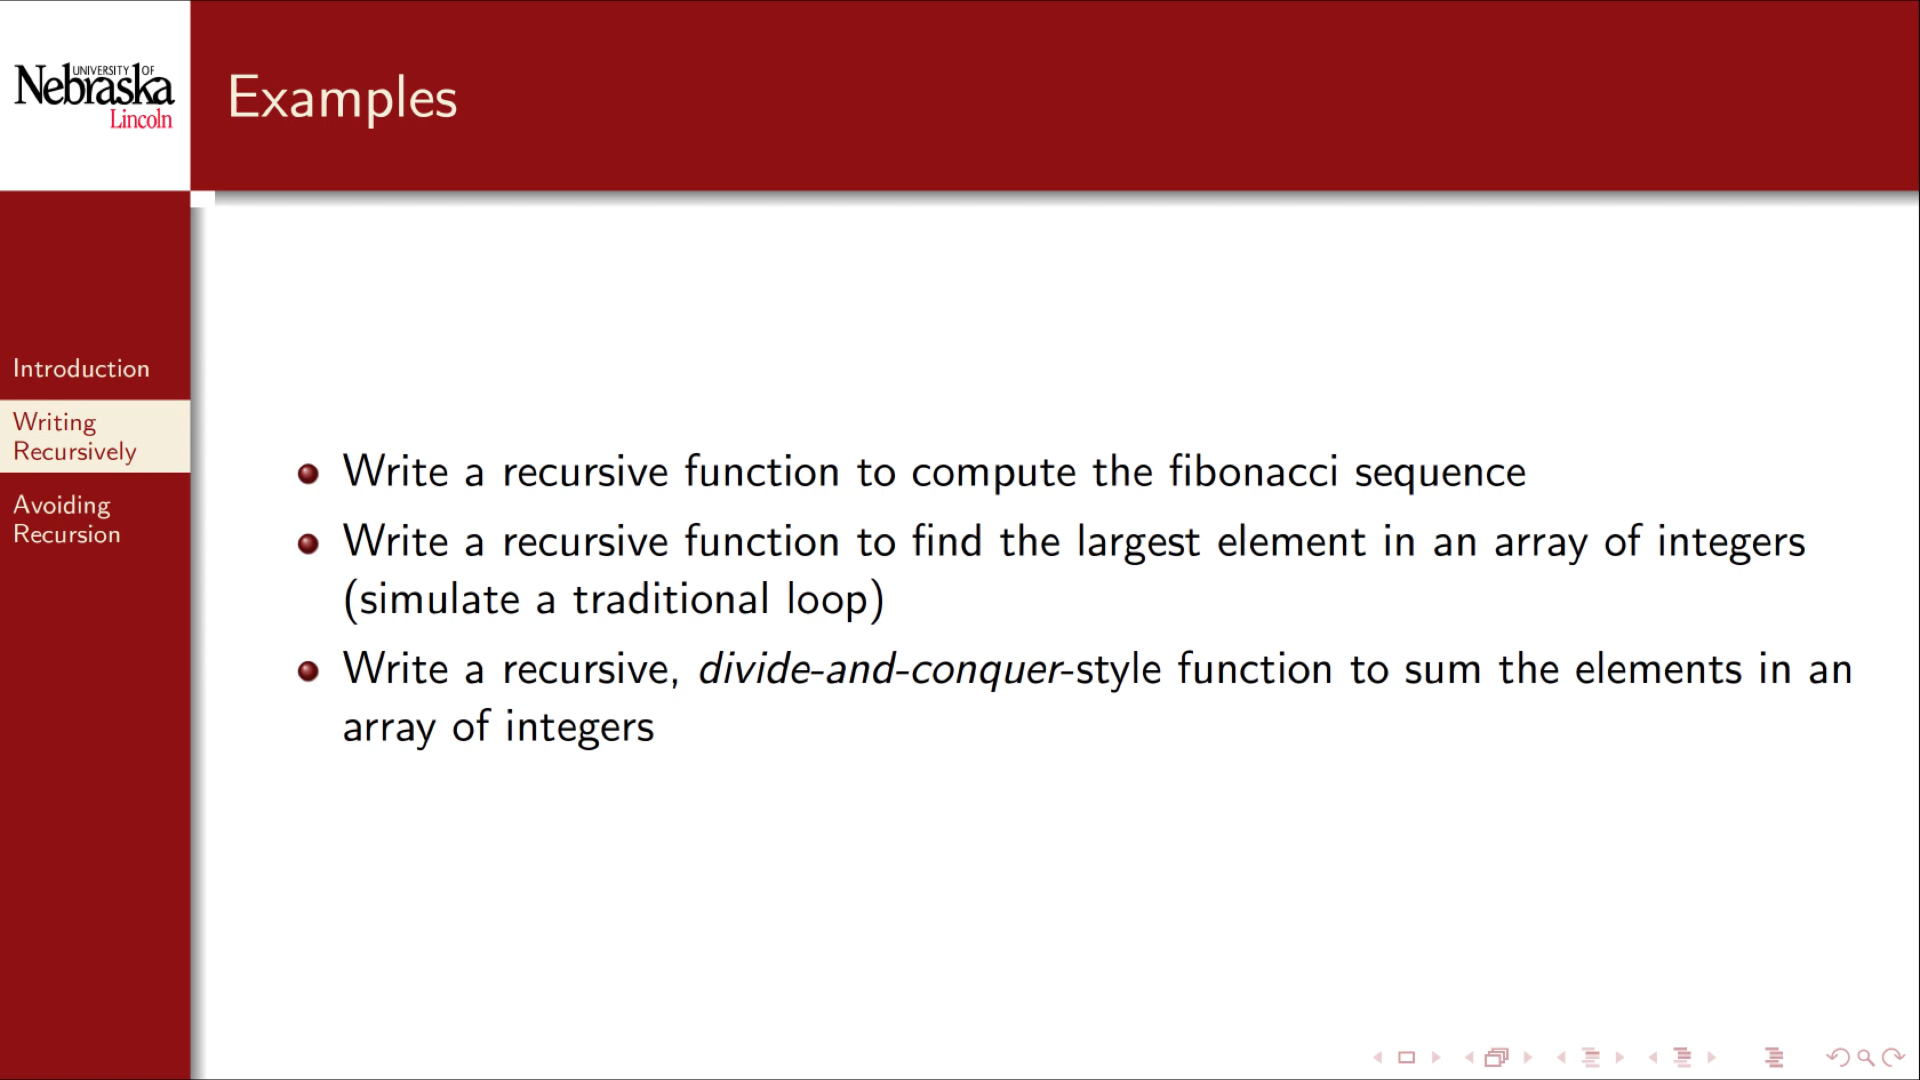 UNIVERSITY OF
Nebraska
Lincoln
Examples
Introduction
Writing
Recursively
Avoiding
Recursion
Write a recursive function to compute the fibonacci sequence
Write a recursive function to find the largest element in an array of integers
(simulate a traditional loop)
Write a recursive, divide-and-conquer-style function to sum the elements in an
array of integers